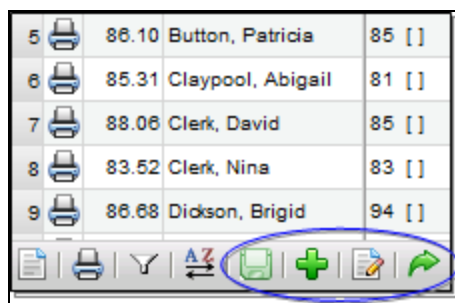 5 86.10 Button, Patricia 85 [ ]
6 85.31 Claypool, Abigail 81 [ ]
7 88.06 Clerk, David 85 [ ]
8 83.52 Clerk, Nina 83 [ ]
9 86.68 Dickson, Brigid 94 [ ]
A Z